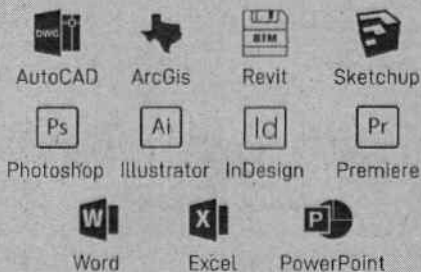 DWG BIM
AutoCAD ArcGis Revit Sketchup
Ps Ai Id Pr
Photoshop Illustrator InDesign Premiere
W X P
Word Excel PowerPoint